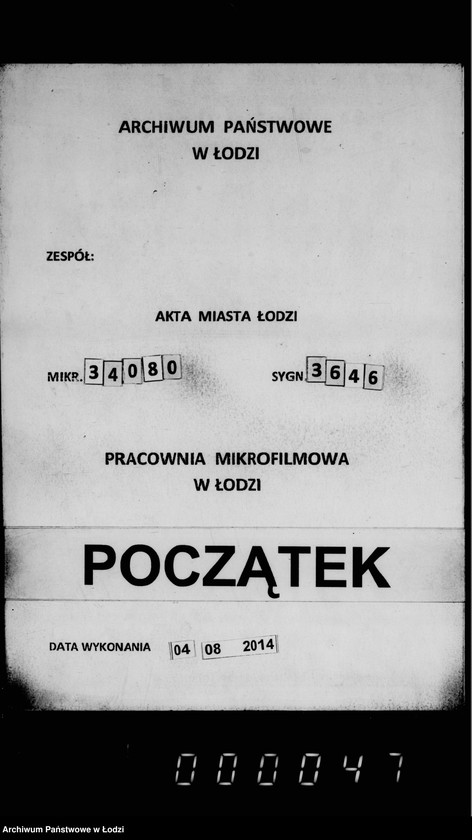 ARCHIWUM PAŃSTWOWE
W ŁODZI
ZESPÓŁ:
AKTA MIASTA ŁODZI
MIKR. 34080 SYGN. 3646
PRACOWNIA MIKROFILMOWA
W ŁODZI
POCZĄTEK
DATA WYKONANIA 04 08 2014
000047
Archiwum Państwowe w Łodzi